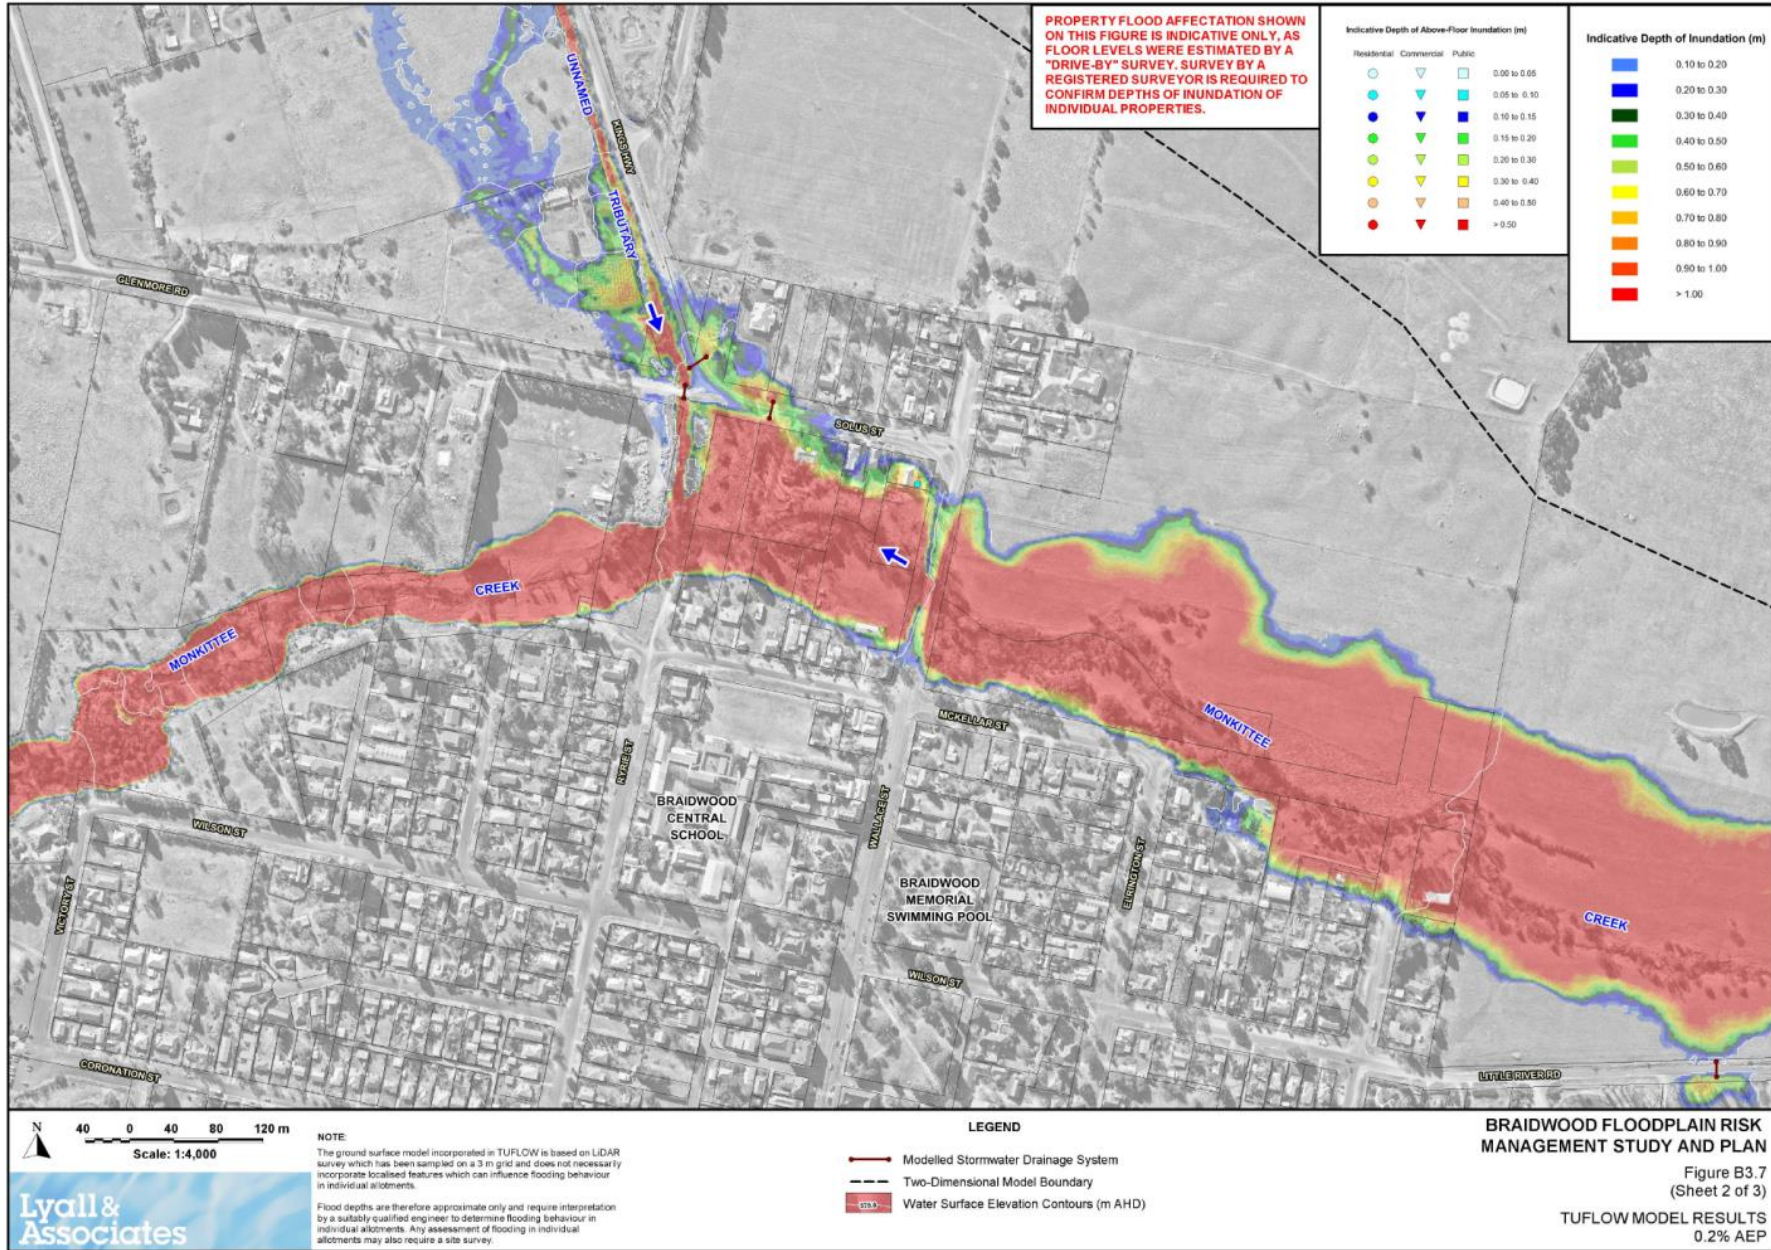 PROPERTY FLOOD AFFECTATION SHOWN
ON THIS FIGURE IS INDICATIVE ONLY, AS
FLOOR LEVELS WERE ESTIMATED BY A
"DRIVE-BY" SURVEY. SURVEY BY A
REGISTERED SURVEYOR IS REQUIRED TO
CONFIRM DEPTHS OF INUNDATION OF
INDIVIDUAL PROPERTIES.
Indicative Depth of Above-Floor Inundation (m)
Residential Commercial Public
0.00 to 0.05
0.05 to 0.10
0.10 to 0.15
0.15 to 0.20
0.20 to 0.30
0.30 to 0.40
0.40 to 0.50
> 0.50
Indicative Depth of Inundation (m)
0.10 to 0.20
0.20 to 0.30
0.30 to 0.40
0.40 to 0.50
0.50 to 0.60
0.60 to 0.70
0.70 to 0.80
0.80 to 0.90
0.90 to 1.00
> 1.00
UNNAMED
KINGS HWY
TRIBUTARY
GLENMORE RD
SOLUS ST
CREEK
MONKITTEE
MONKITTEE
MCKELLAR ST
RYRIE ST
BRAIDWOOD
CENTRAL
SCHOOL
WALLACE ST
WILSON ST
VICTORY ST
BRAIDWOOD
MEMORIAL
SWIMMING POOL
ELRINGTON ST
CREEK
WILSON ST
CORONATION ST
LITTLE RIVER RD
N
40 0 40 80 120 m
Scale: 1:4,000
Lyall &
Associates
NOTE:
The ground surface model incorporated in TUFLOW is based on LiDAR
survey which has been sampled on a 3 m grid and does not necessarily
incorporate localised features which can influence flooding behaviour
in individual allotments.
Flood depths are therefore approximate only and require interpretation
by a suitably qualified engineer to determine flooding behaviour in
individual allotments. Any assessment of flooding in individual
allotments may also require a site survey.
LEGEND
Modelled Stormwater Drainage System
Two-Dimensional Model Boundary
Water Surface Elevation Contours (m AHD)
BRAIDWOOD FLOODPLAIN RISK
MANAGEMENT STUDY AND PLAN
Figure B3.7
(Sheet 2 of 3)
TUFLOW MODEL RESULTS
0.2% AEP